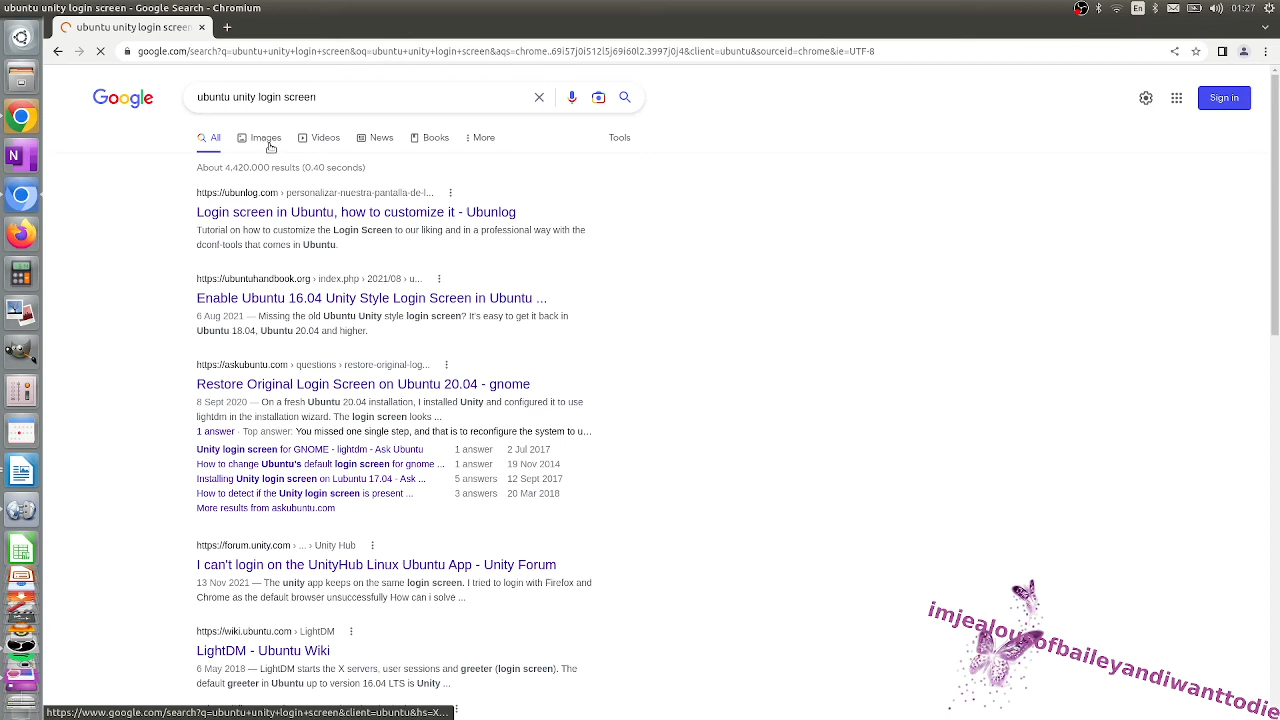 ubuntu unity login screen - Google Search - Chromium
En
01:27
ubuntu unity login screen
google.com/search?q=ubuntu+unity+login+screen&oq=ubuntu+unity+login+screen&aqs=chrome..69i57j0i512l5j69i60l2.3997j0j4&client=ubuntu&sourceid=chrome&ie=UTF-8
Google
ubuntu unity login screen
Sign in
All
Images
Videos
News
Books
More
Tools
About 4,420,000 results (0.40 seconds)
https://ubunlog.com › personalizar-nuestra-pantalla-de-l...
Login screen in Ubuntu, how to customize it - Ubunlog
Tutorial on how to customize the Login Screen to our liking and in a professional way with the
dconf-tools that comes in Ubuntu.
https://ubuntuhandbook.org › index.php › 2021/08 › u...
Enable Ubuntu 16.04 Unity Style Login Screen in Ubuntu ...
6 Aug 2021 — Missing the old Ubuntu Unity style login screen? It's easy to get it back in
Ubuntu 18.04, Ubuntu 20.04 and higher.
https://askubuntu.com › questions › restore-original-log...
Restore Original Login Screen on Ubuntu 20.04 - gnome
8 Sept 2020 — On a fresh Ubuntu 20.04 installation, I installed Unity and configured it to use
lightdm in the installation wizard. The login screen looks ...
1 answer · Top answer: You missed one single step, and that is to reconfigure the system to u...
Unity login screen for GNOME - lightdm - Ask Ubuntu 1 answer 2 Jul 2017
How to change Ubuntu's default login screen for gnome ... 1 answer 19 Nov 2014
Installing Unity login screen on Lubuntu 17.04 - Ask ... 5 answers 12 Sept 2017
How to detect if the Unity login screen is present ... 3 answers 20 Mar 2018
More results from askubuntu.com
https://forum.unity.com › ... › Unity Hub
I can't login on the UnityHub Linux Ubuntu App - Unity Forum
13 Nov 2021 — The unity app keeps on the same login screen. I tried to login with Firefox and
Chrome as the default browser unsuccessfully How can i solve ...
https://wiki.ubuntu.com › LightDM
LightDM - Ubuntu Wiki
6 May 2018 — LightDM starts the X servers, user sessions and greeter (login screen). The
default greeter in Ubuntu up to version 16.04 LTS is Unity ...
https://www.google.com/search?q=ubuntu+unity+login+screen&client=ubuntu&hs=X...
imjealousofbaileyandiwanttodie